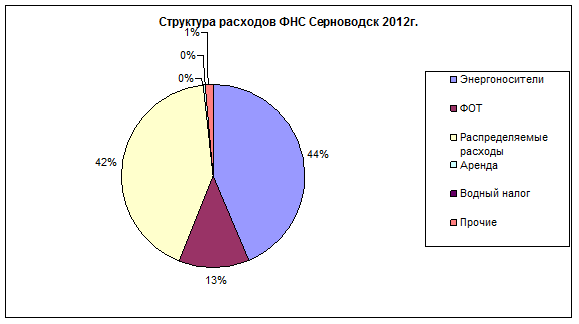 Структура расходов ФНС Серноводск 2012г.
1%
0%
0%
42%
44%
13%
Энергоносители
ФОТ
Распределяемые
расходы
Аренда
Водный налог
Прочие